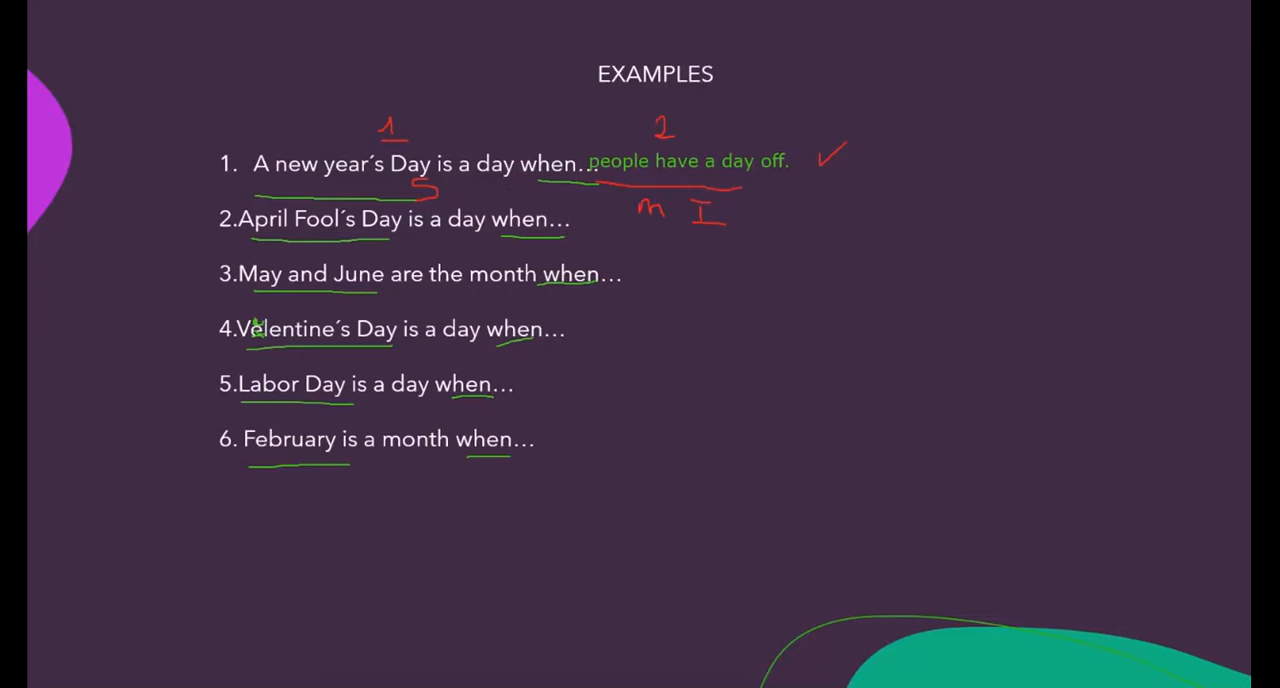 EXAMPLES
1
2
1. A new year´s Day is a day when... people have a day off.
S
m I
2.April Fool´s Day is a day when...
3.May and June are the month when...
4.Velentine´s Day is a day when...
5.Labor Day is a day when...
6. February is a month when...